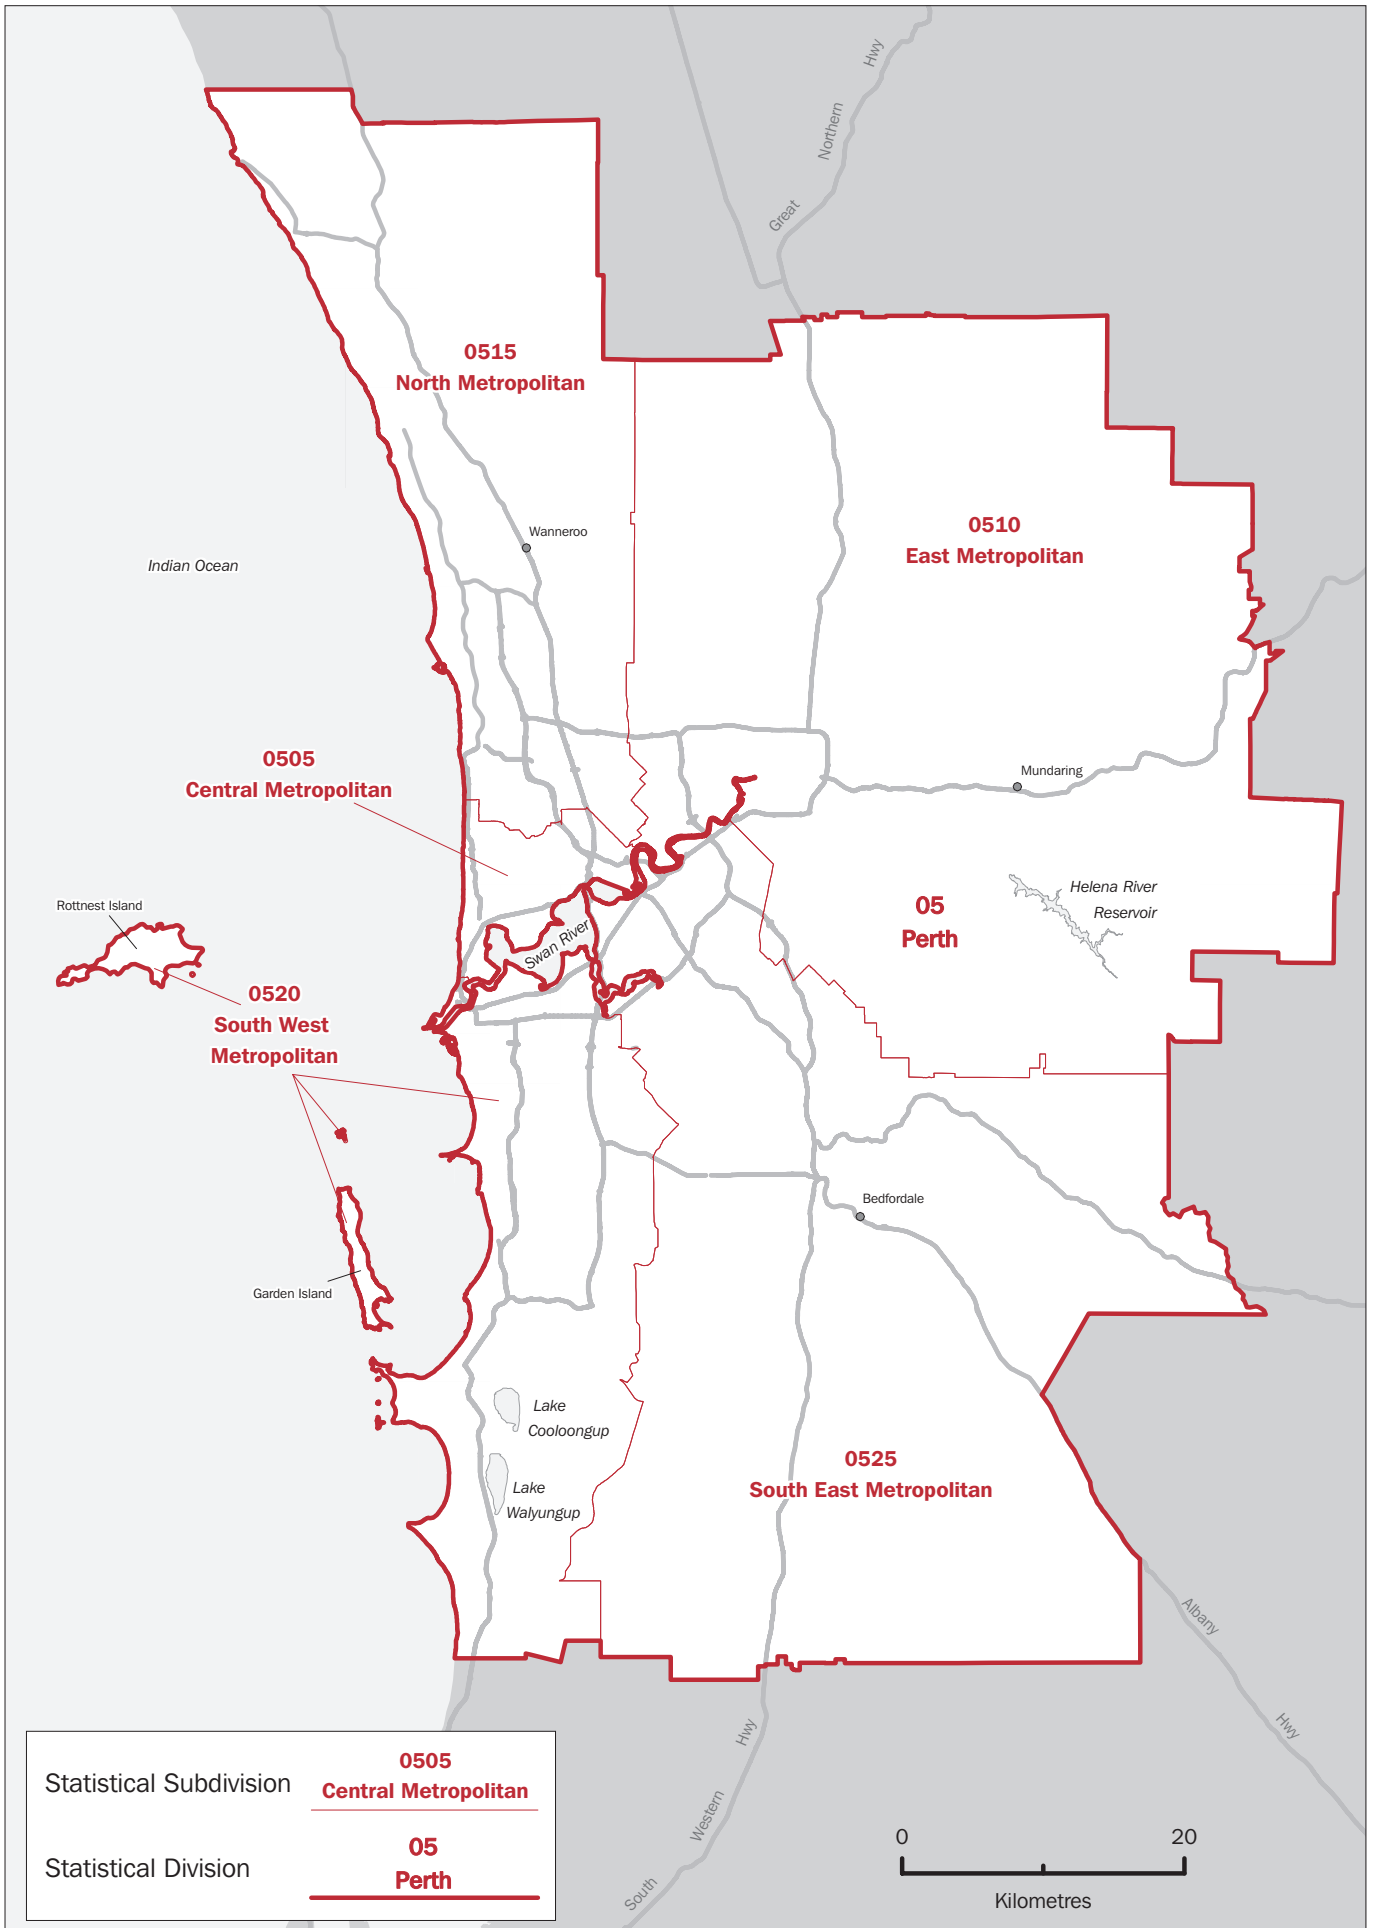 Hwy
Northern
Great
0515
North Metropolitan
0510
East Metropolitan
Wanneroo
Indian Ocean
0505
Central Metropolitan
Mundaring
Helena River
Reservoir
05
Perth
Rottnest Island
Swan River
0520
South West
Metropolitan
Bedfordale
Garden Island
Lake
Cooloongup
0525
South East Metropolitan
Lake
Walyungup
Albany
Hwy
Hwy
Western
South
Statistical Subdivision
0505
Central Metropolitan
Statistical Division
05
Perth
0 20
Kilometres